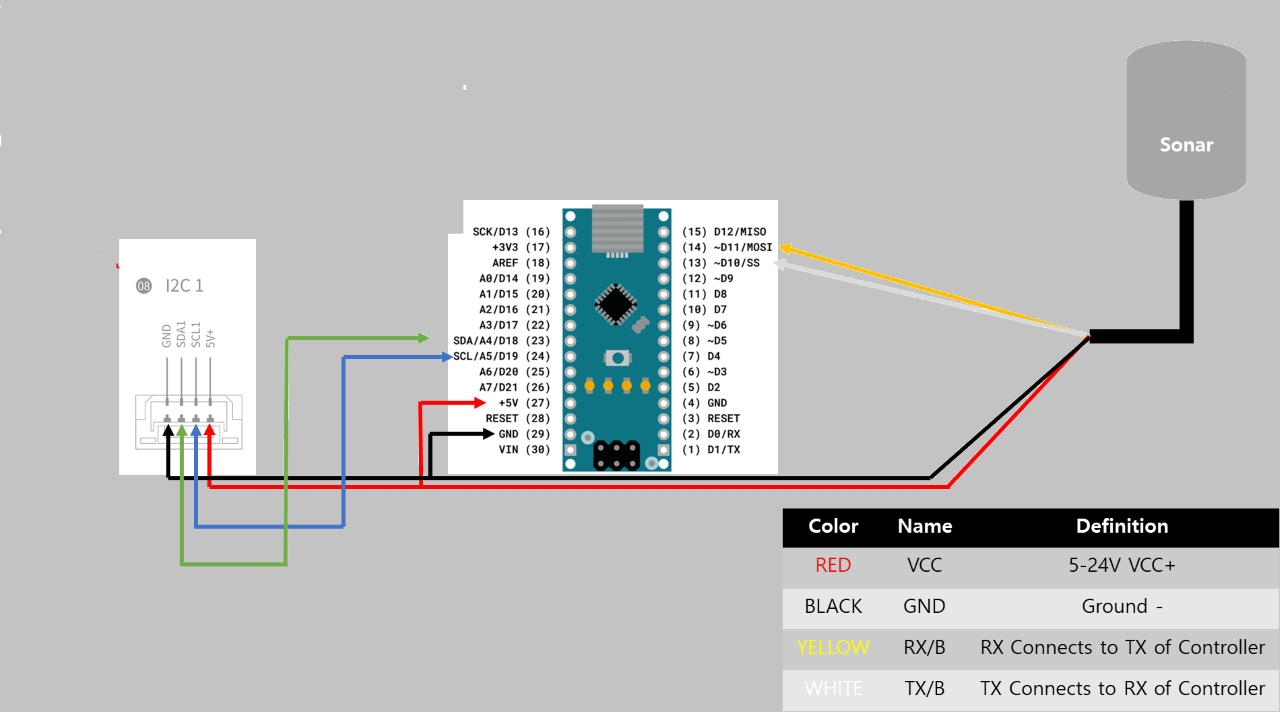 Sonar
08 I2C 1
GND
SDA1
SCL1
5V+
SCK/D13 (16)
+3V3 (17)
AREF (18)
A0/D14 (19)
A1/D15 (20)
A2/D16 (21)
A3/D17 (22)
SDA/A4/D18 (23)
SCL/A5/D19 (24)
A6/D20 (25)
A7/D21 (26)
+5V (27)
RESET (28)
GND (29)
VIN (30)
(15) D12/MISO
(14) ~D11/MOSI
(13) ~D10/SS
(12) ~D9
(11) D8
(10) D7
(9) ~D6
(8) ~D5
(7) D4
(6) ~D3
(5) D2
(4) GND
(3) RESET
(2) D0/RX
(1) D1/TX
Color Name Definition
RED VCC 5-24V VCC+
BLACK GND Ground -
YELLOW RX/B RX Connects to TX of Controller
WHITE TX/B TX Connects to RX of Controller